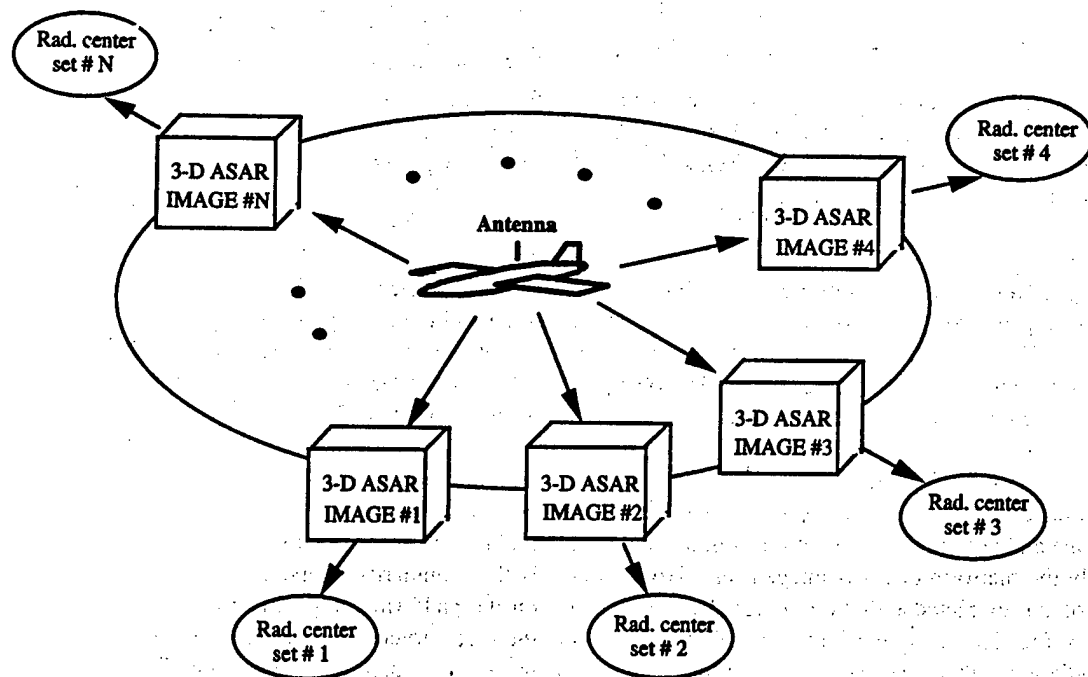 Rad. center
set # N
3-D ASAR
IMAGE #N
Antenna
3-D ASAR
IMAGE #4
Rad. center
set # 4
3-D ASAR
IMAGE #3
Rad. center
set # 3
3-D ASAR
IMAGE #1
3-D ASAR
IMAGE #2
Rad. center
set # 1
Rad. center
set # 2